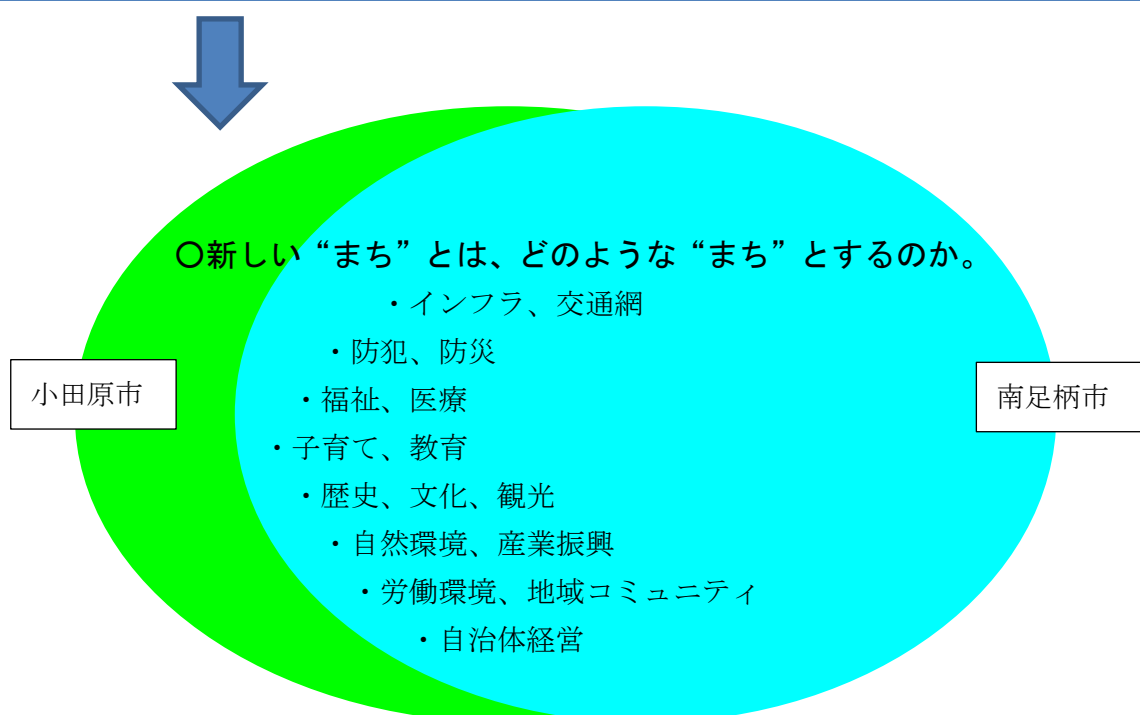 〇新しい“まち”とは、どのような“まち”とするのか。
・インフラ、交通網
・防犯、防災
小田原市
南足柄市
・福祉、医療
・子育て、教育
・歴史、文化、観光
・自然環境、産業振興
・労働環境、地域コミュニティ
・自治体経営